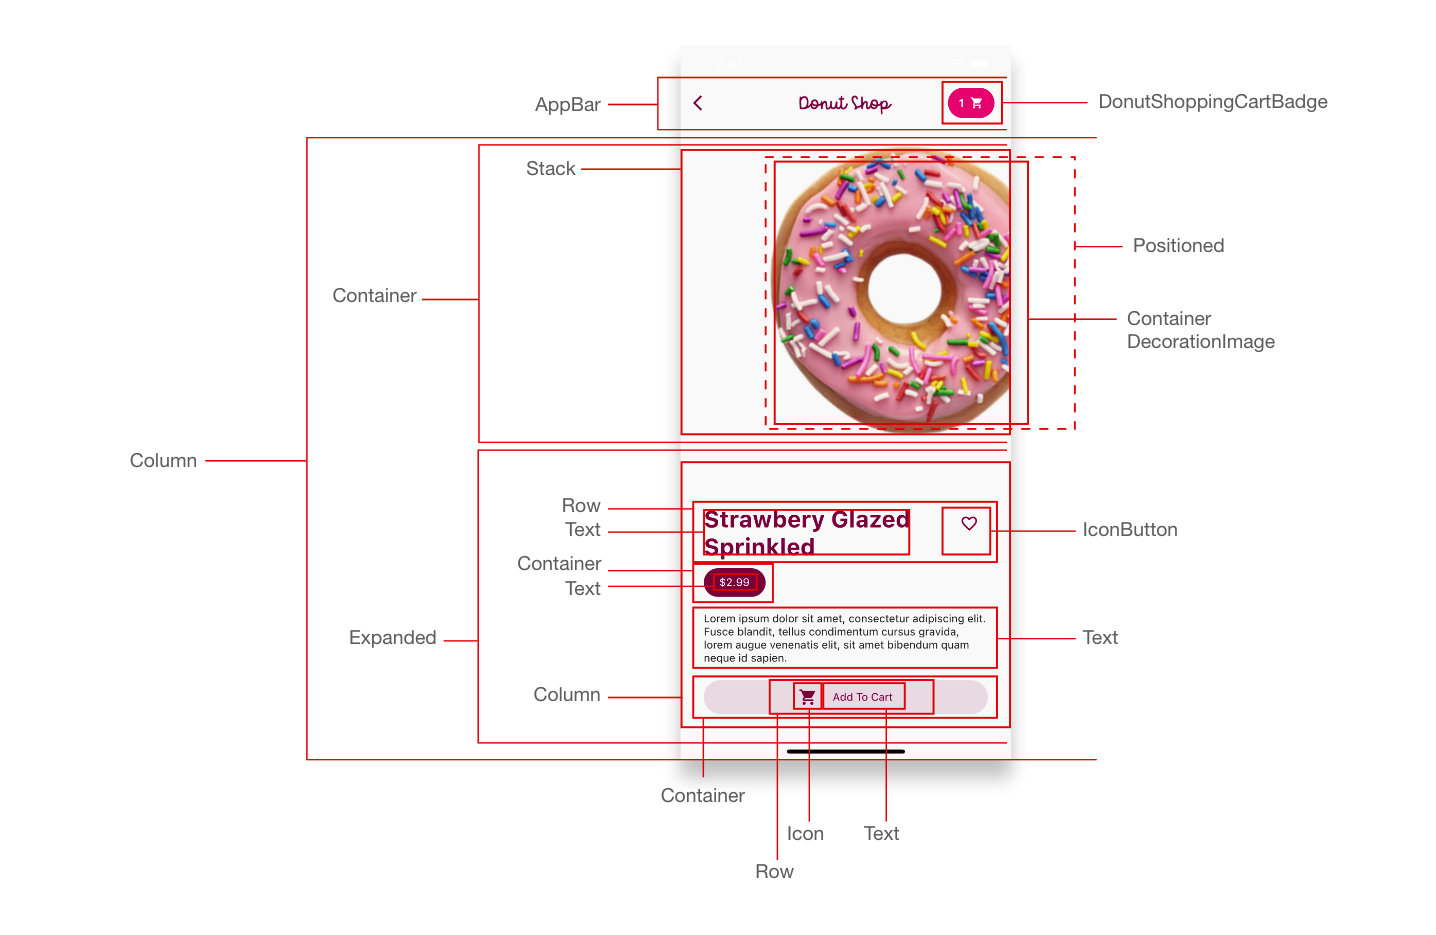 AppBar
Donut Shop
1
DonutShoppingCartBadge
Stack
Positioned
Container
Container
DecorationImage
Column
Row
Text
Strawbery Glazed
Sprinkled
IconButton
Container
Text
$2.99
Expanded
Lorem ipsum dolor sit amet, consectetur adipiscing elit.
Fusce blandit, tellus condimentum cursus gravida,
lorem augue venenatis elit, sit amet bibendum quam
neque id sapien.
Text
Column
Add To Cart
Container
Icon
Text
Row